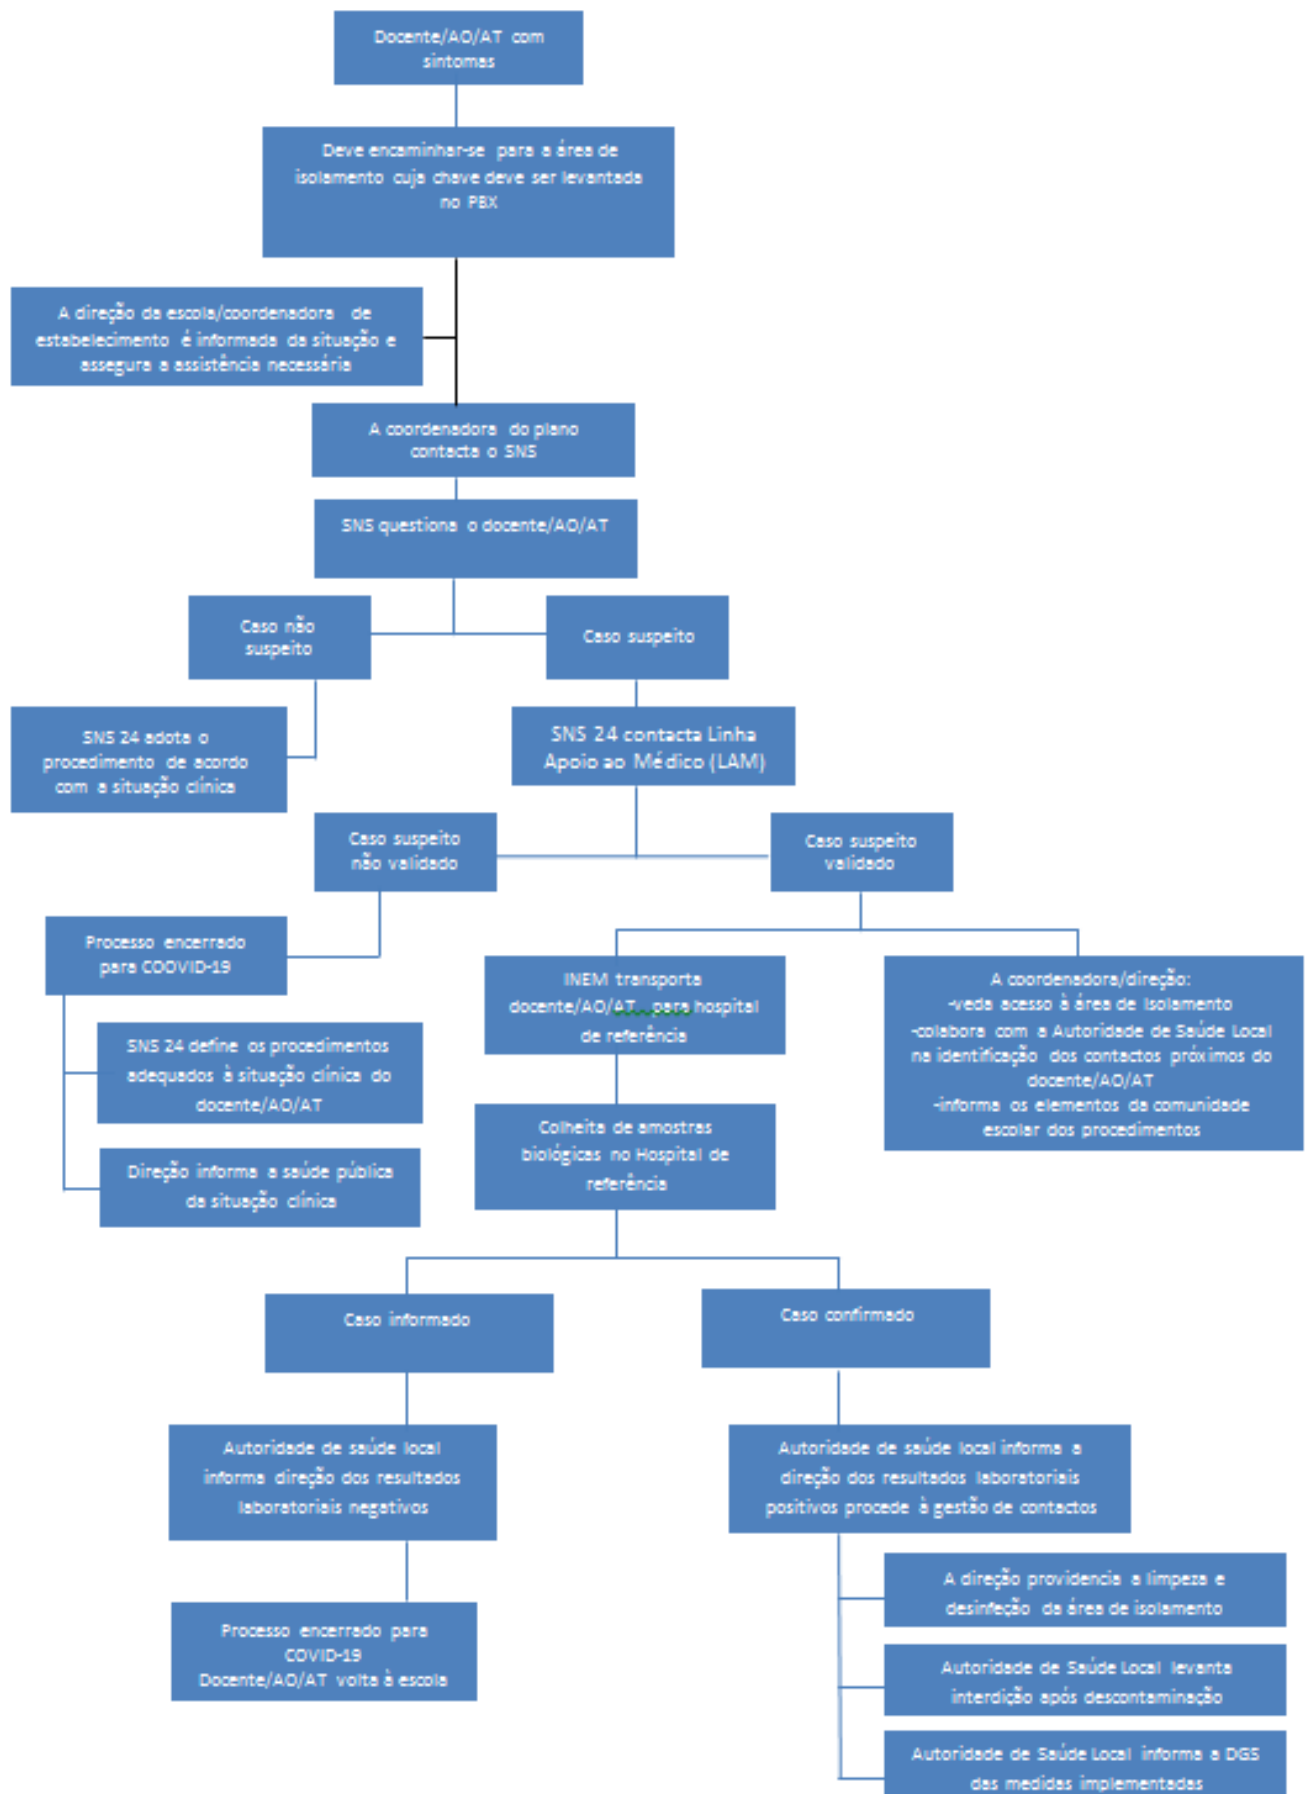 Docente/AO/AT com
sintomas
Deve encaminhar-se para a área de
isolamento cuja chave deve ser levantada
no PBX
A direção da escola/coordenadora de
estabelecimento é informada da situação e
assegura a assistência necessária
A coordenadora do plano
contacta o SNS
SNS questiona o docente/AO/AT
Caso não
suspeito
Caso suspeito
SNS 24 adota o
procedimento de acordo
com a situação clínica
SNS 24 contacta Linha
Apoio ao Médico (LAM)
Caso suspeito
não validado
Caso suspeito
validado
Processo encerrado
para COOVID-19
SNS 24 define os procedimentos
adequados à situação clínica do
docente/AO/AT
Direção informa a saúde pública
da situação clínica
INEM transporta
docente/AO/AT para hospital
de referência
A coordenadora/direção:
-veda acesso à área de Isolamento
-colabora com a Autoridade de Saúde Local
na identificação dos contactos próximos do
docente/AO/AT
-informa os elementos da comunidade
escolar dos procedimentos
Colheita de amostras
biológicas no Hospital de
referência
Caso informado
Caso confirmado
Autoridade de saúde local
informa direção dos resultados
laboratoriais negativos
Autoridade de saúde local informa a
direção dos resultados laboratoriais
positivos procede à gestão de contactos
Processo encerrado para
COVID-19
Docente/AO/AT volta à escola
A direção providencia a limpeza e
desinfeção da área de isolamento
Autoridade de Saúde Local levanta
interdição após descontaminação
Autoridade de Saúde Local informa a DGS
das medidas implementadas